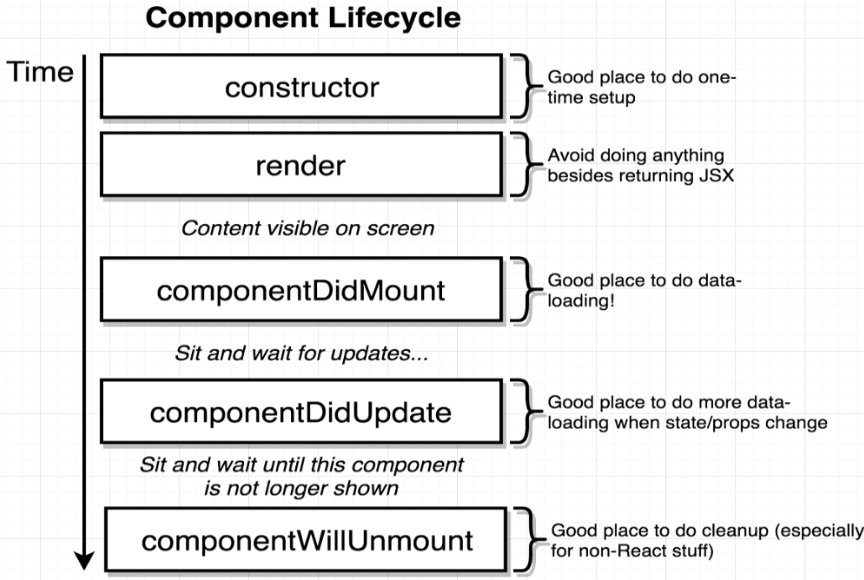 Component Lifecycle
Time
constructor
Good place to do one-
time setup
render
Avoid doing anything
besides returning JSX
Content visible on screen
componentDidMount
Good place to do data-
loading!
Sit and wait for updates...
componentDidUpdate
Good place to do more data-
loading when state/props change
Sit and wait until this component
is not longer shown
componentWillUnmount
Good place to do cleanup (especially
for non-React stuff)